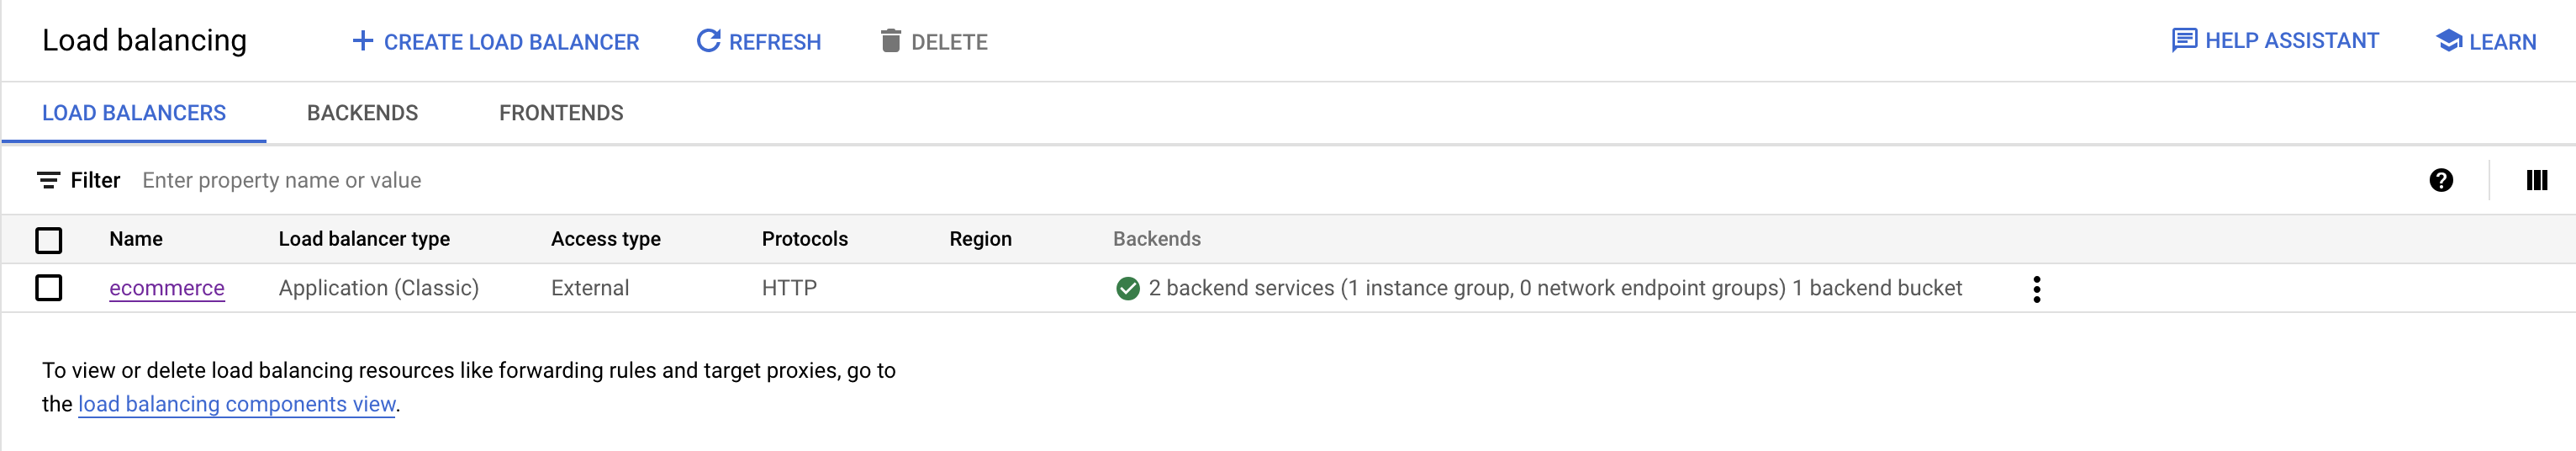 Load balancing
CREATE LOAD BALANCER
REFRESH
DELETE
HELP ASSISTANT
LEARN
LOAD BALANCERS
BACKENDS
FRONTENDS
Filter Enter property name or value
Name Load balancer type Access type Protocols Region Backends
ecommerce Application (Classic) External HTTP 2 backend services (1 instance group, 0 network endpoint groups) 1 backend bucket
To view or delete load balancing resources like forwarding rules and target proxies, go to
the load balancing components view.